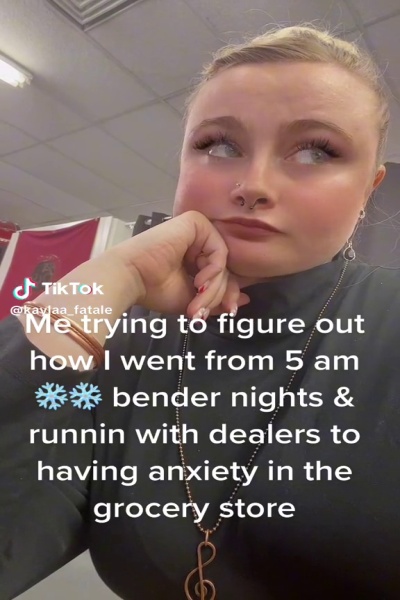 TikTok
@kaylaa_fatale
Me trying to figure out
how I went from 5 am
❄️❄️ bender nights &
runnin with dealers to
having anxiety in the
grocery store